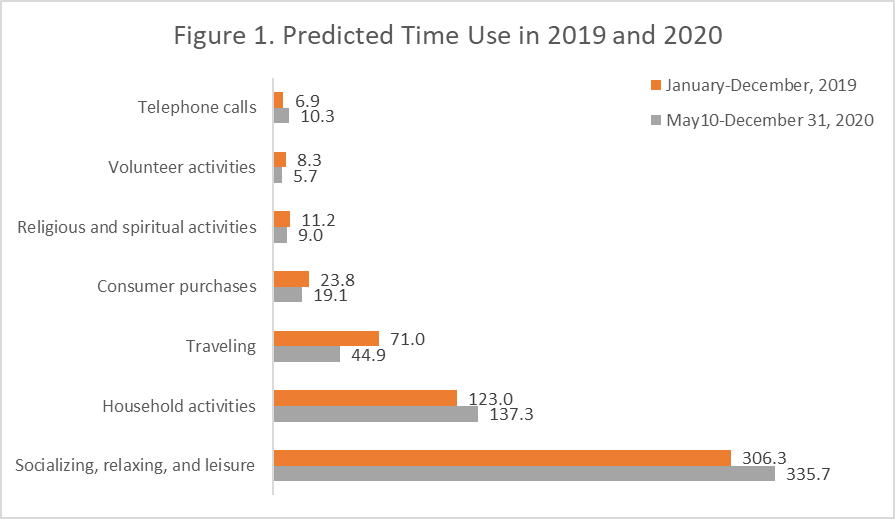 Figure 1. Predicted Time Use in 2019 and 2020
January-December, 2019
May10-December 31, 2020
Telephone calls
6.9
10.3
Volunteer activities
8.3
5.7
Religious and spiritual activities
11.2
9.0
Consumer purchases
23.8
19.1
Traveling
71.0
44.9
Household activities
123.0
137.3
Socializing, relaxing, and leisure
306.3
335.7